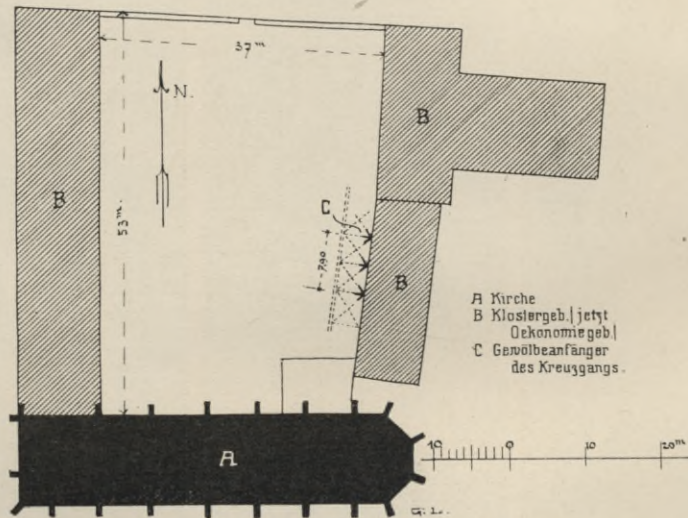 37m
N.
B
B
53m.
C
7,90
B
A Kirche
B Klostergeb. | jetzt
Oekonomiegeb. |
C Gewölbeanfänger
des Kreuzgangs.
A
10 0 10 20m